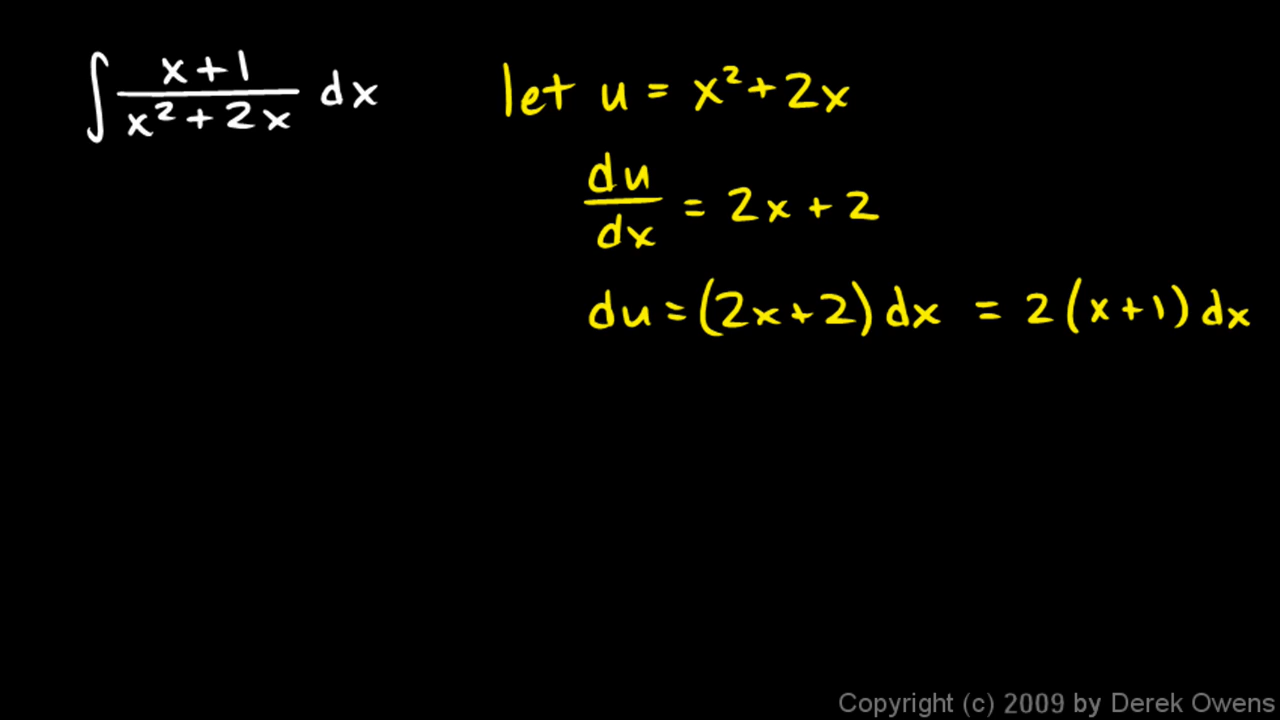 ∫ x+1 / x²+2x dx let u = x²+2x
du/dx = 2x+2
du = (2x+2) dx = 2(x+1) dx
Copyright (c) 2009 by Derek Owens